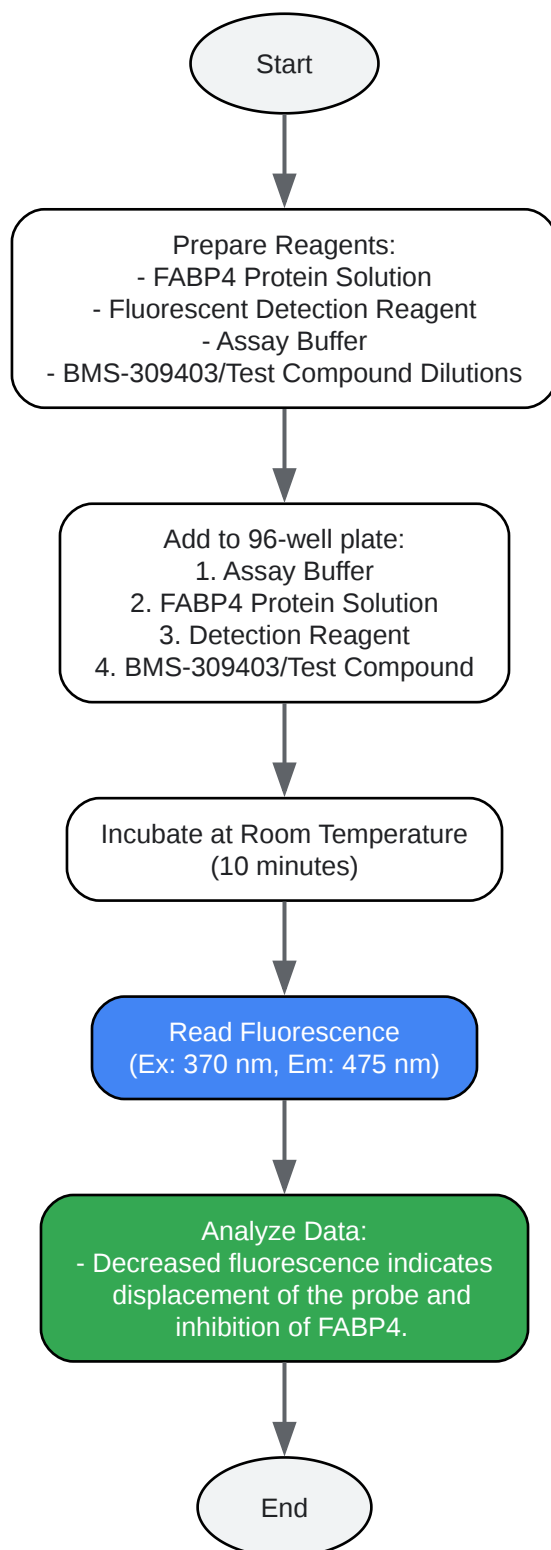 Start
Prepare Reagents:
- FABP4 Protein Solution
- Fluorescent Detection Reagent
- Assay Buffer
- BMS-309403/Test Compound Dilutions
Add to 96-well plate:
1. Assay Buffer
2. FABP4 Protein Solution
3. Detection Reagent
4. BMS-309403/Test Compound
Incubate at Room Temperature
(10 minutes)
Read Fluorescence
(Ex: 370 nm, Em: 475 nm)
Analyze Data:
- Decreased fluorescence indicates
displacement of the probe and
inhibition of FABP4.
End